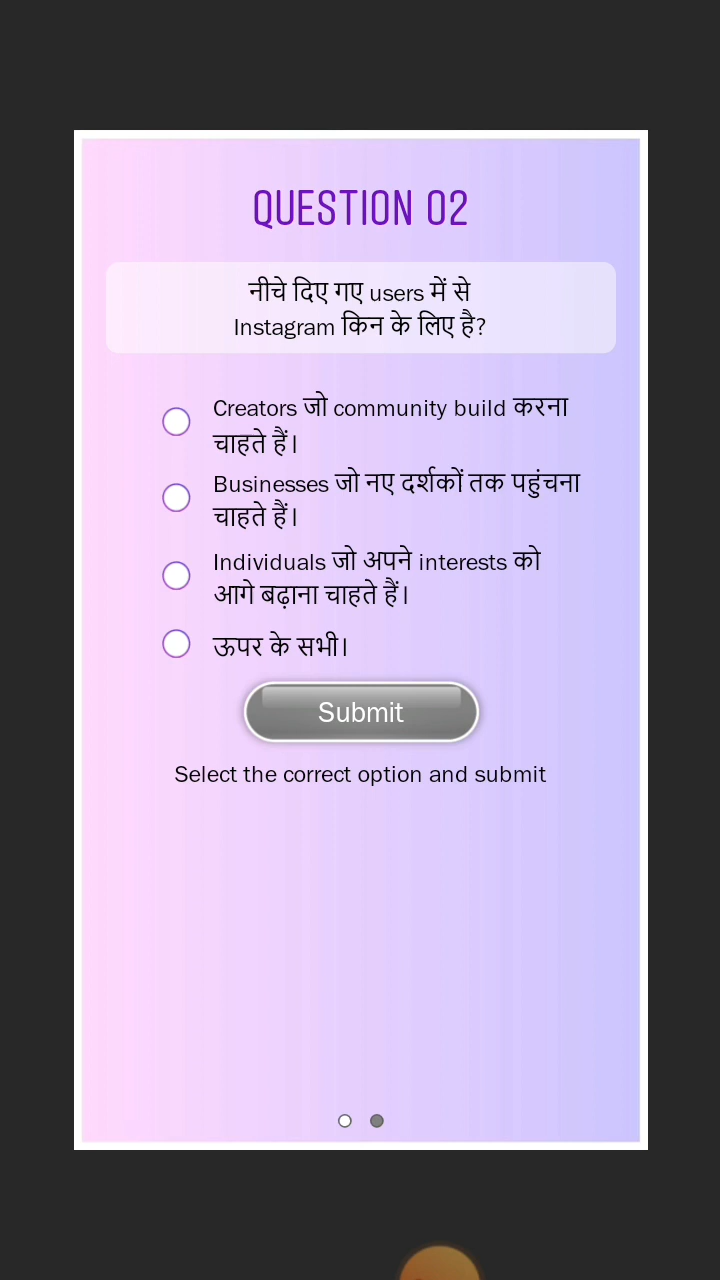 QUESTION 02
नीचे दिए गए users में से
Instagram किन के लिए है?
Creators जो community build करना
चाहते हैं।
Businesses जो नए दर्शकों तक पहुंचना
चाहते हैं।
Individuals जो अपने interests को
आगे बढ़ाना चाहते हैं।
ऊपर के सभी।
Submit
Select the correct option and submit